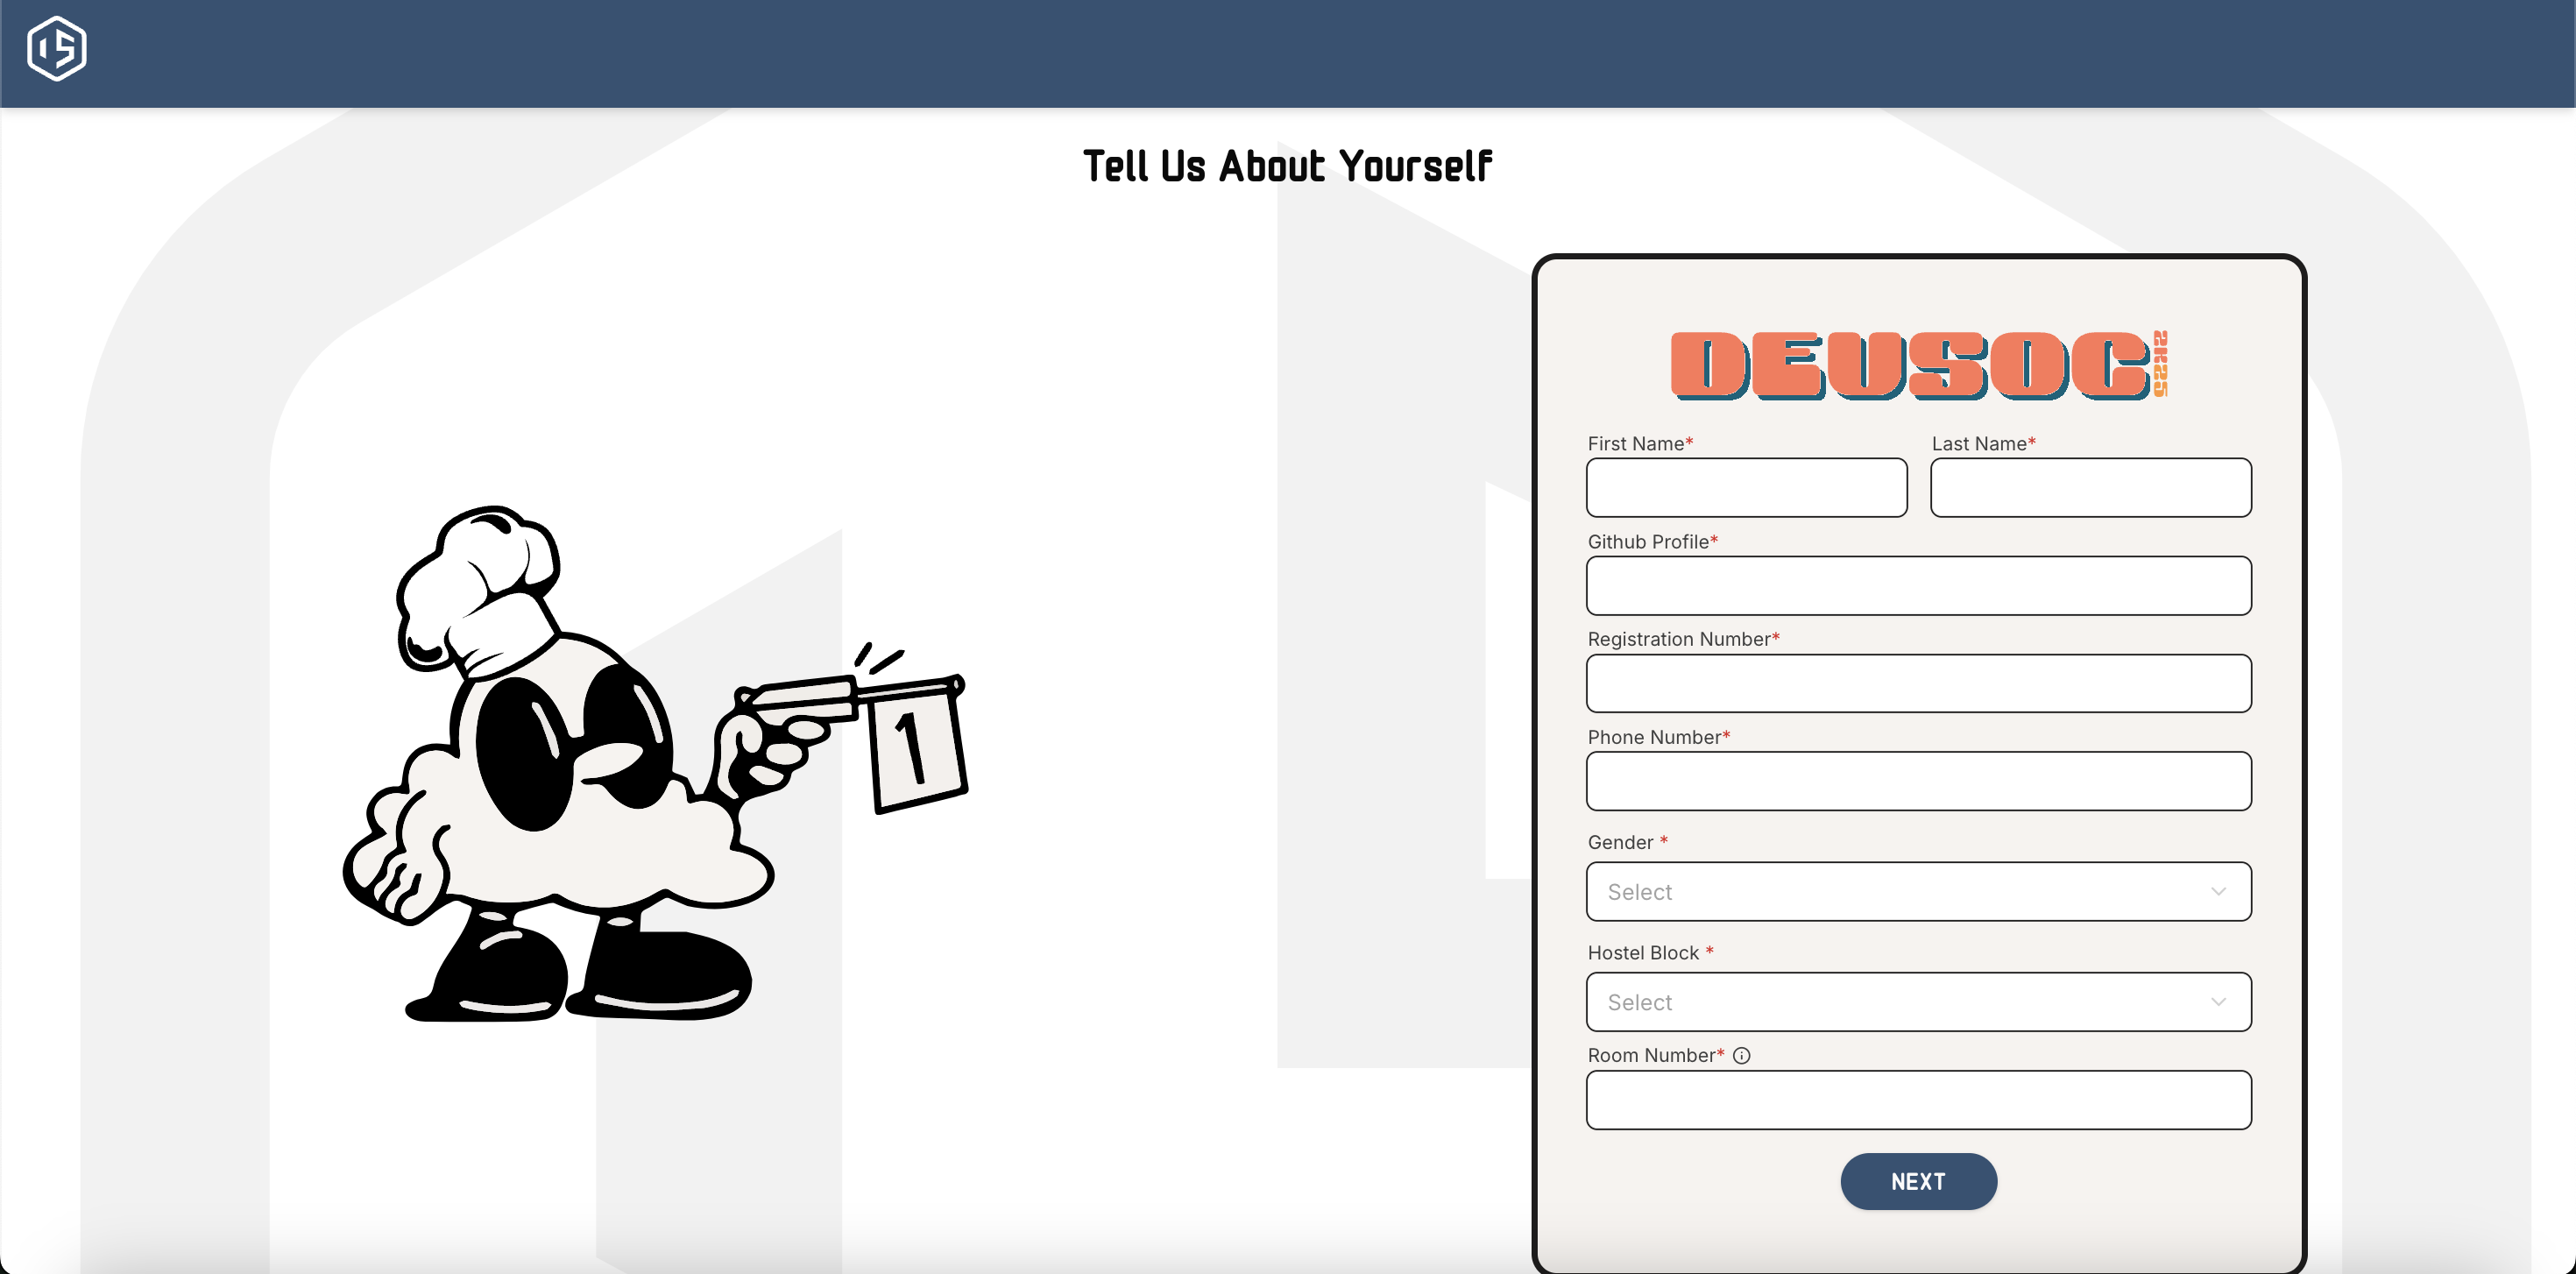 Tell Us About Yourself
DEUSOC 2K25
First Name* Last Name*
Github Profile*
Registration Number*
1
Phone Number*
Gender *
Select
Hostel Block *
Select
Room Number*
NEXT